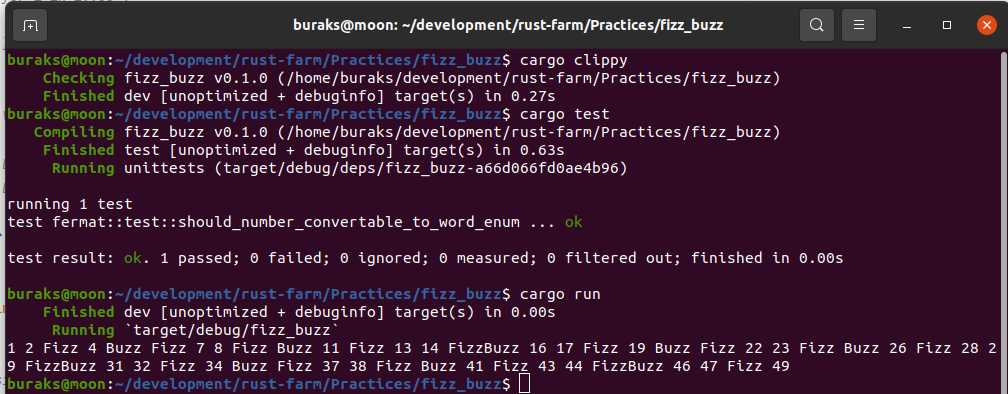 buraks@moon: ~/development/rust-farm/Practices/fizz_buzz
buraks@moon:~/development/rust-farm/Practices/fizz_buzz$ cargo clippy
    Checking fizz_buzz v0.1.0 (/home/buraks/development/rust-farm/Practices/fizz_buzz)
    Finished dev [unoptimized + debuginfo] target(s) in 0.27s
buraks@moon:~/development/rust-farm/Practices/fizz_buzz$ cargo test
   Compiling fizz_buzz v0.1.0 (/home/buraks/development/rust-farm/Practices/fizz_buzz)
    Finished test [unoptimized + debuginfo] target(s) in 0.63s
     Running unittests (target/debug/deps/fizz_buzz-a66d066fd0ae4b96)
running 1 test
test fermat::test::should_number_convertable_to_word_enum ... ok
test result: ok. 1 passed; 0 failed; 0 ignored; 0 measured; 0 filtered out; finished in 0.00s
buraks@moon:~/development/rust-farm/Practices/fizz_buzz$ cargo run
    Finished dev [unoptimized + debuginfo] target(s) in 0.00s
     Running `target/debug/fizz_buzz`
1 2 Fizz 4 Buzz Fizz 7 8 Fizz Buzz 11 Fizz 13 14 FizzBuzz 16 17 Fizz 19 Buzz Fizz 22 23 Fizz Buzz 26 Fizz 28 2
9 FizzBuzz 31 32 Fizz 34 Buzz Fizz 37 38 Fizz Buzz 41 Fizz 43 44 FizzBuzz 46 47 Fizz 49
buraks@moon:~/development/rust-farm/Practices/fizz_buzz$